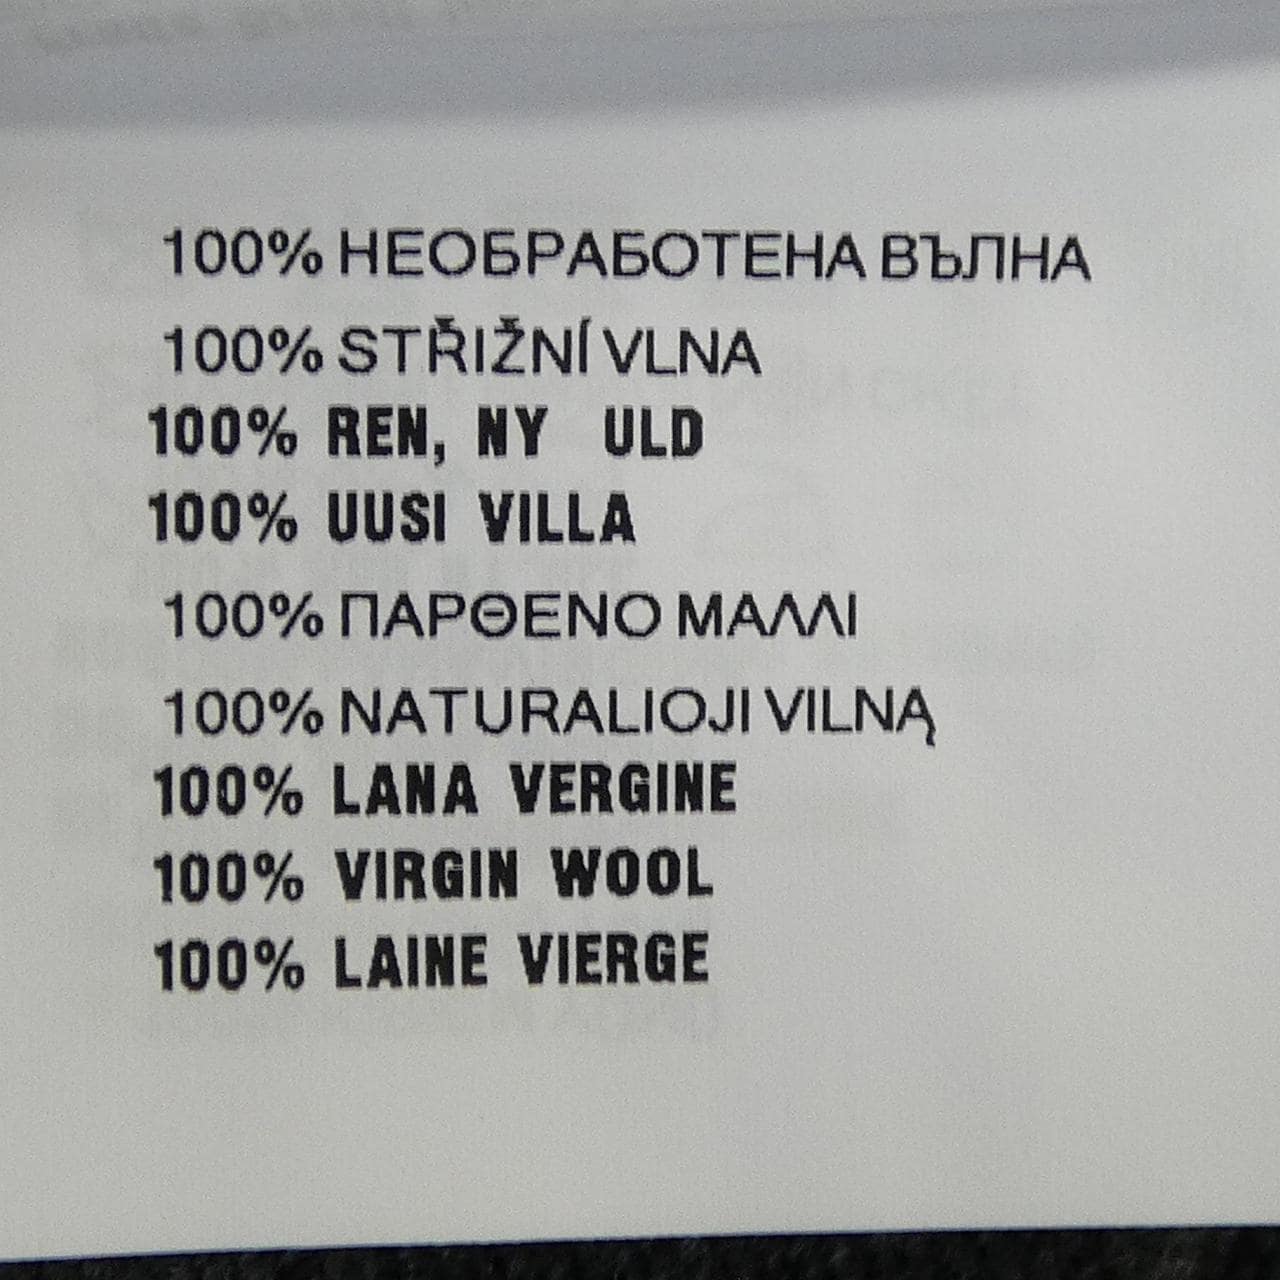 100% НЕОБРАБОТЕНА ВЪЛНА
100% STŘIŽNÍ VLNA
100% REN, NY ULD
100% UUSI VILLA
100% ΠΑΡΘΕΝΟ ΜΑΛΛΙ
100% NATURALIOJI VILNĄ
100% LANA VERGINE
100% VIRGIN WOOL
100% LAINE VIERGE